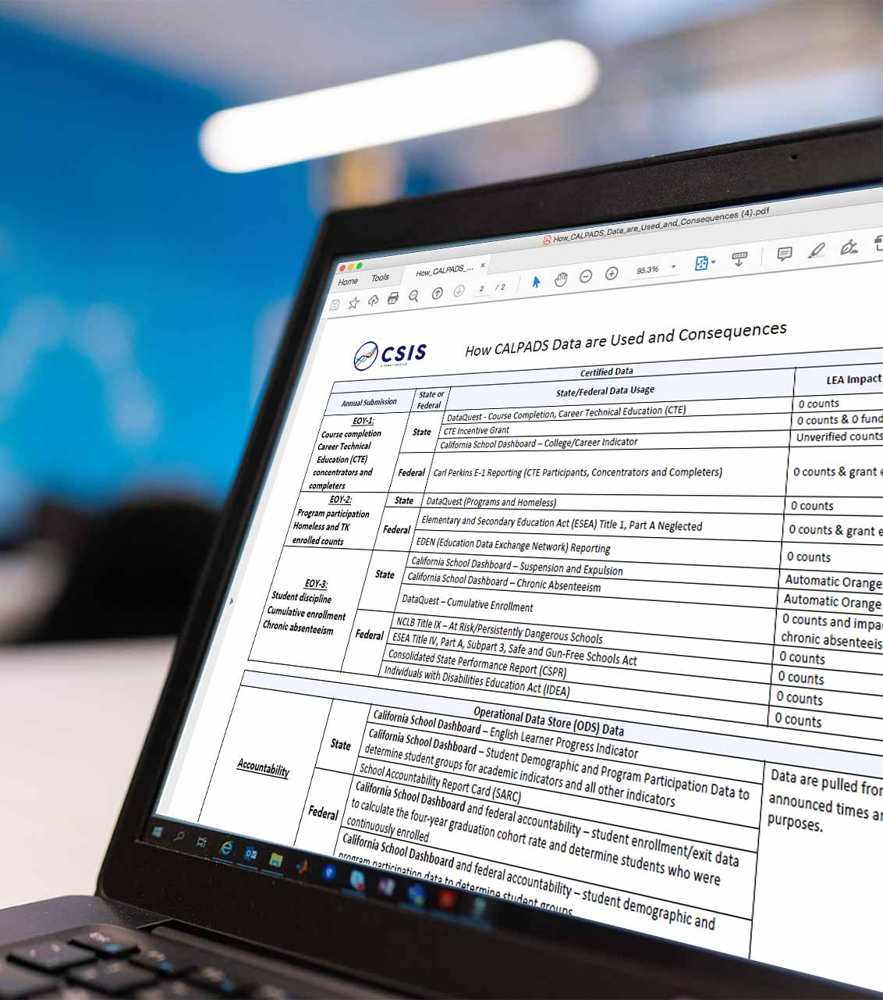 How_CALPADS_Data_are_Used_and_Consequences (4).pdf
Home Tools How_CALPADS_... ×
2 / 2 95.3%
CSIS
How CALPADS Data are Used and Consequences
Certified Data
Annual Submission
State or
Federal
State/Federal Data Usage
LEA Impact
EOY-1:
Course completion
Career Technical
Education (CTE)
concentrators and
completers
State
DataQuest - Course Completion, Career Technical Education (CTE)
0 counts
CTE Incentive Grant
0 counts & 0 fund
California School Dashboard – College/Career Indicator
Unverified counts
Federal
Carl Perkins E-1 Reporting (CTE Participants, Concentrators and Completers)
0 counts & grant e
EOY-2:
Program participation
Homeless and TK
enrolled counts
State
DataQuest (Programs and Homeless)
0 counts
Federal
Elementary and Secondary Education Act (ESEA) Title 1, Part A Neglected
0 counts & grant e
EDEN (Education Data Exchange Network) Reporting
0 counts
EOY-3:
Student discipline
Cumulative enrollment
Chronic absenteeism
State
California School Dashboard – Suspension and Expulsion
Automatic Orange
California School Dashboard – Chronic Absenteeism
Automatic Orange
DataQuest – Cumulative Enrollment
0 counts and impa
chronic absenteeis
Federal
NCLB Title IX – At Risk/Persistently Dangerous Schools
0 counts
ESEA Title IV, Part A, Subpart 3, Safe and Gun-Free Schools Act
0 counts
Consolidated State Performance Report (CSPR)
0 counts
Individuals with Disabilities Education Act (IDEA)
0 counts
Operational Data Store (ODS) Data
Accountability
State
California School Dashboard – English Learner Progress Indicator
California School Dashboard – Student Demographic and Program Participation Data to
determine student groups for academic indicators and all other indicators
School Accountability Report Card (SARC)
Federal
California School Dashboard and federal accountability – student enrollment/exit data
to calculate the four-year graduation cohort rate and determine students who were
continuously enrolled
California School Dashboard and federal accountability – student demographic and
program participation data to determine student groups
Data are pulled from
announced times an
purposes.